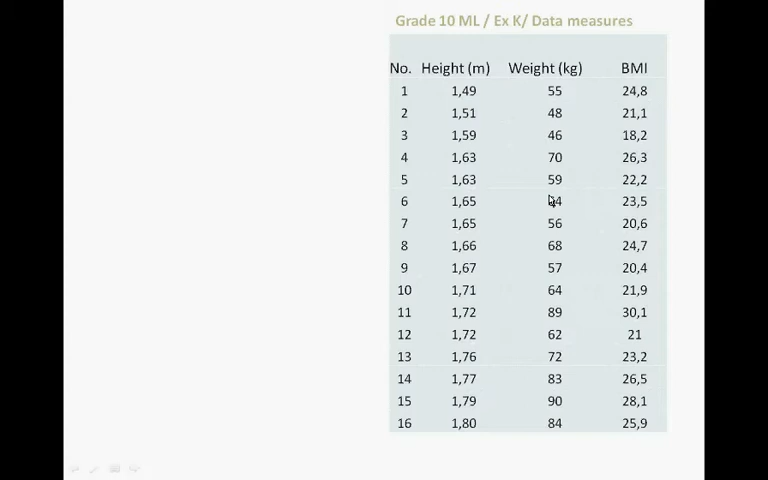 Grade 10 ML / Ex K/ Data measures
No. Height (m) Weight (kg) BMI
1 1,49 55 24,8
2 1,51 48 21,1
3 1,59 46 18,2
4 1,63 70 26,3
5 1,63 59 22,2
6 1,65 23,5
7 1,65 56 20,6
8 1,66 68 24,7
9 1,67 57 20,4
10 1,71 64 21,9
11 1,72 89 30,1
12 1,72 62 21
13 1,76 72 23,2
14 1,77 83 26,5
15 1,79 90 28,1
16 1,80 84 25,9